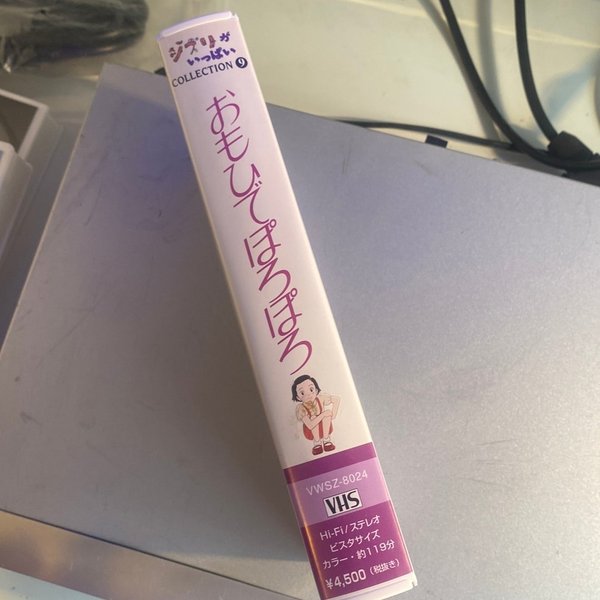 ジブリが
いっぱい
COLLECTION 9
おもひでぽろぽろ
VWSZ-8024
VHS
Hi-Fi/ステレオ
ビスタサイズ
カラー・約119分
¥4,500（税抜き）